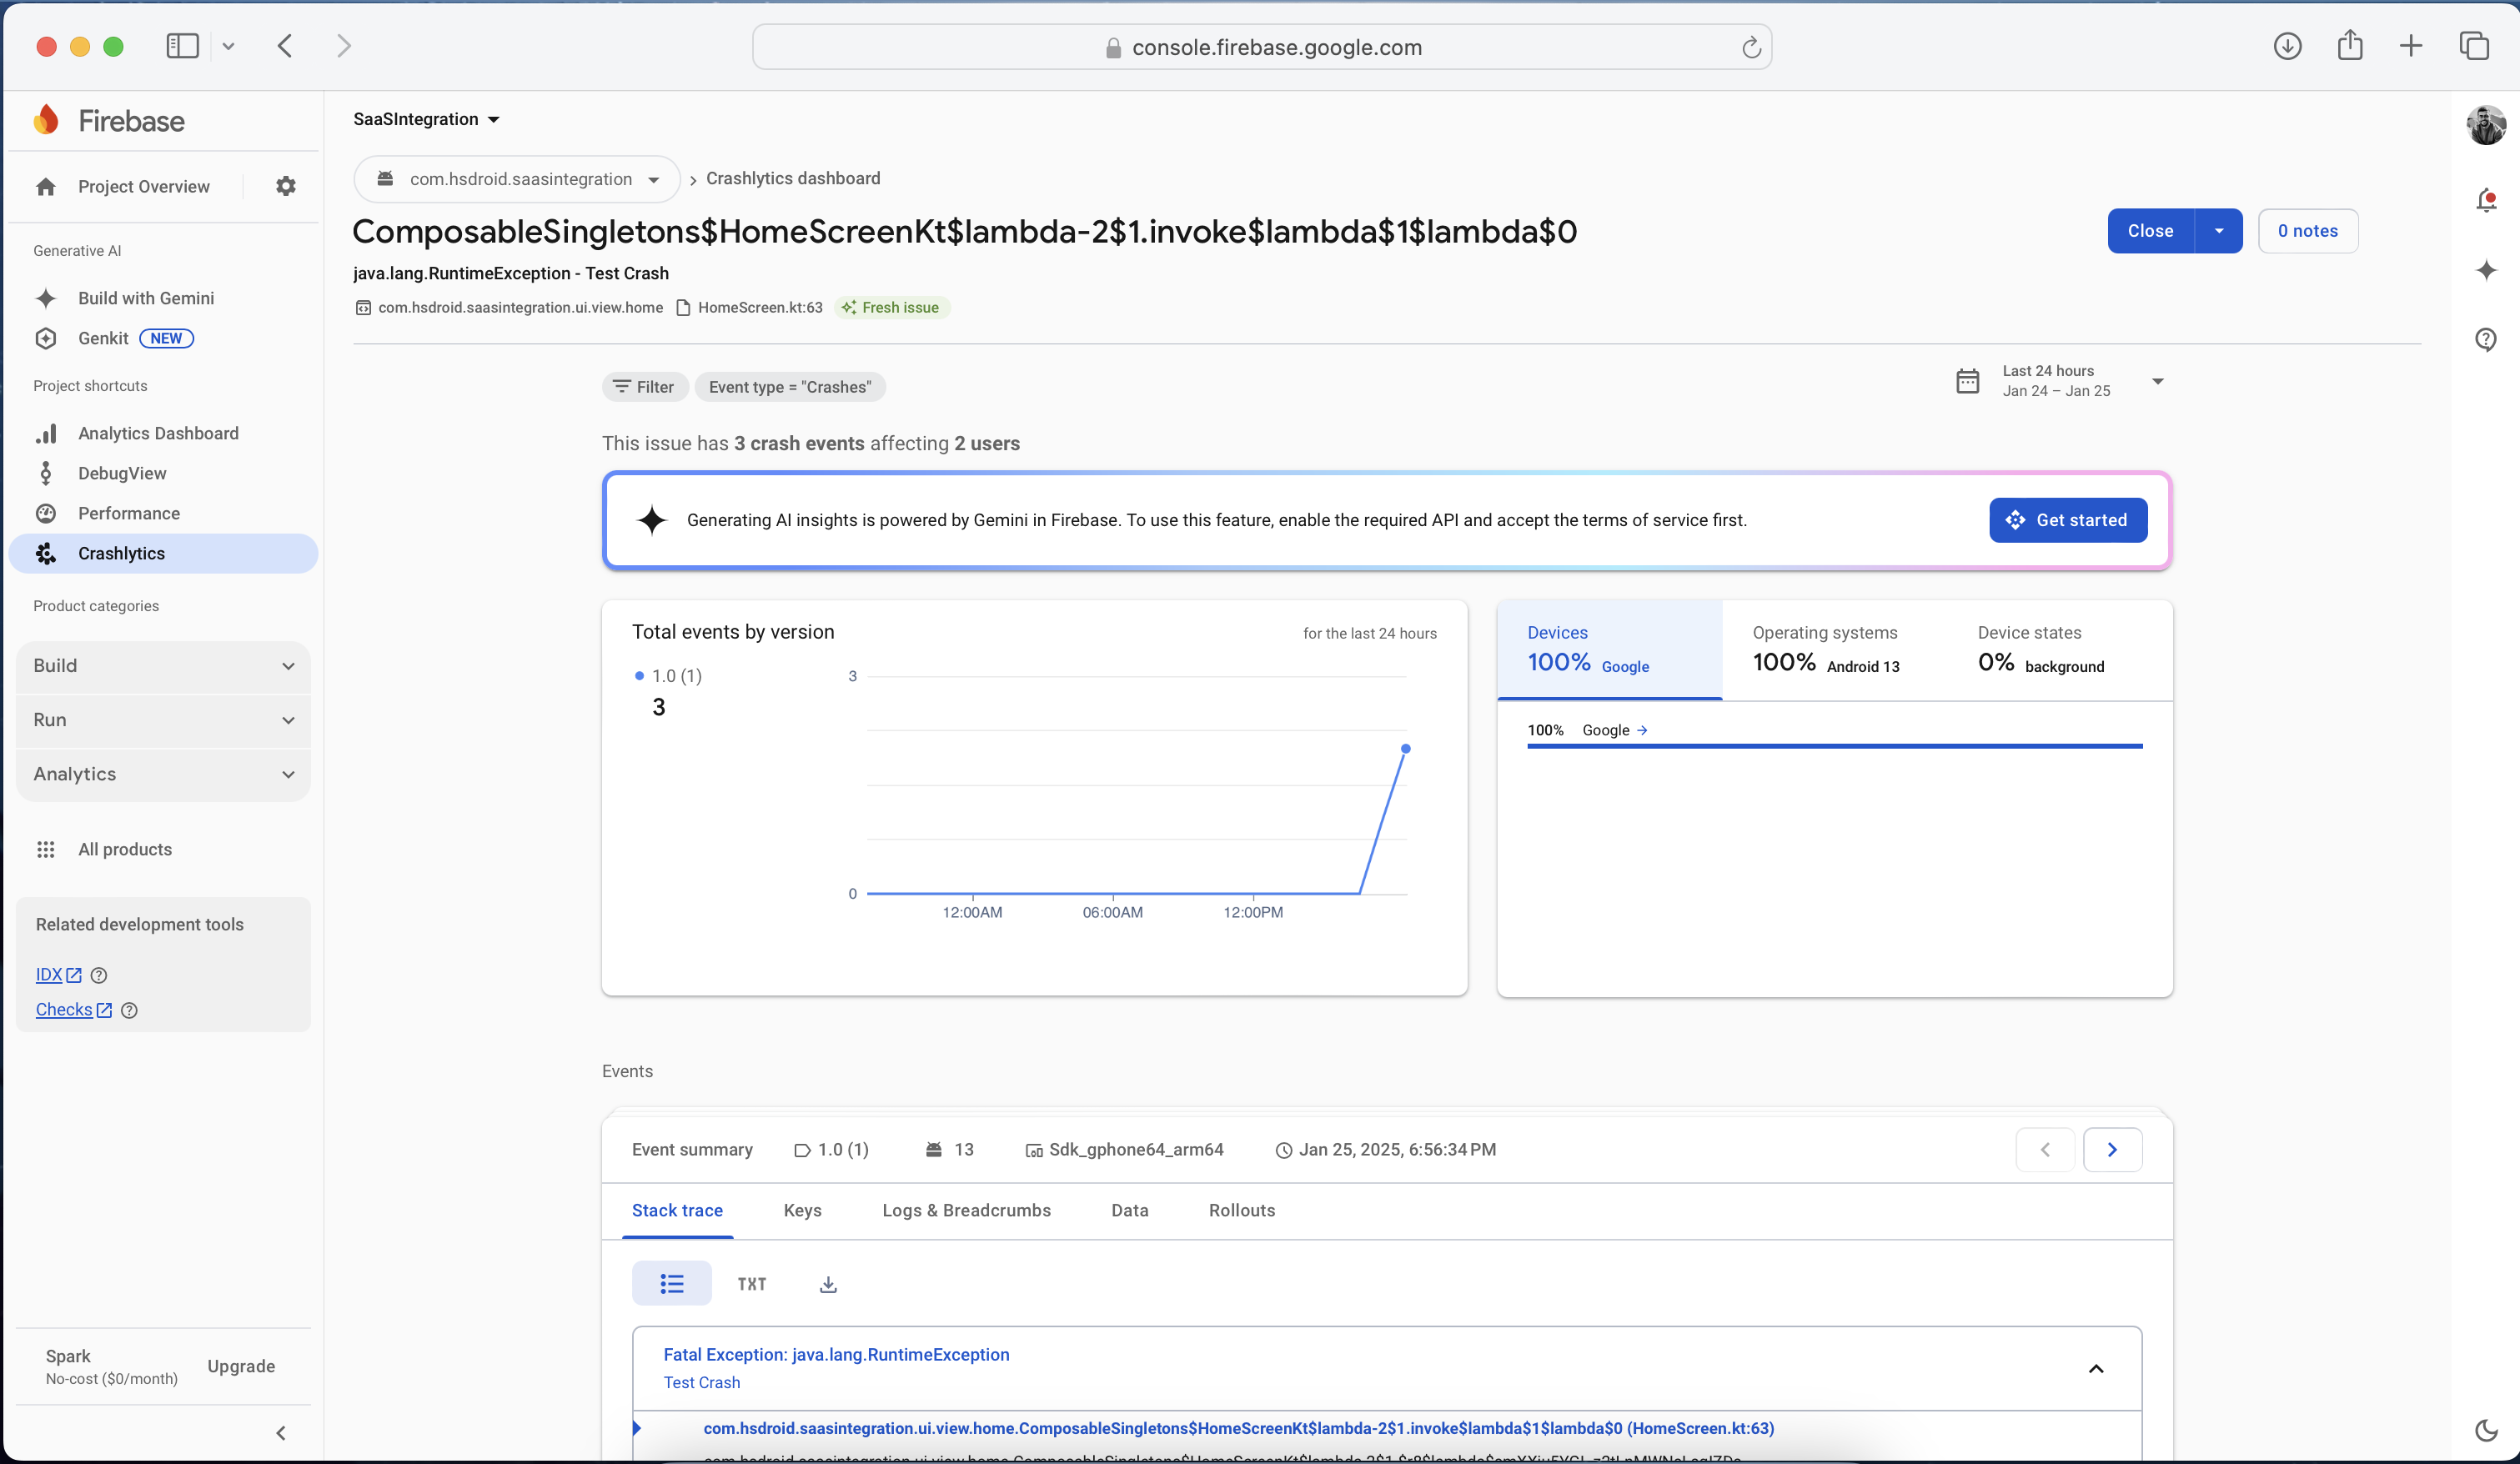 console.firebase.google.com
Firebase
Project Overview
Generative AI
Build with Gemini
Genkit NEW
Project shortcuts
Analytics Dashboard
DebugView
Performance
Crashlytics
Product categories
Build
Run
Analytics
All products
Related development tools
IDX
Checks
Spark
No-cost ($0/month)
Upgrade
SaaSIntegration
com.hsdroid.saasintegration
Crashlytics dashboard
ComposableSingletons$HomeScreenKt$lambda-2$1.invoke$lambda$1$lambda$0
java.lang.RuntimeException - Test Crash
com.hsdroid.saasintegration.ui.view.home HomeScreen.kt:63 Fresh issue
Close
0 notes
Filter
Event type = "Crashes"
Last 24 hours
Jan 24 – Jan 25
This issue has 3 crash events affecting 2 users
Generating AI insights is powered by Gemini in Firebase. To use this feature, enable the required API and accept the terms of service first.
Get started
Total events by version
for the last 24 hours
1.0 (1)
3
3
0
12:00AM 06:00AM 12:00PM
Devices
100% Google
Operating systems
100% Android 13
Device states
0% background
100% Google
Events
Event summary 1.0 (1) 13 Sdk_gphone64_arm64 Jan 25, 2025, 6:56:34 PM
Stack trace Keys Logs & Breadcrumbs Data Rollouts
TXT
Fatal Exception: java.lang.RuntimeException
Test Crash
com.hsdroid.saasintegration.ui.view.home.ComposableSingletons$HomeScreenKt$lambda-2$1.invoke$lambda$1$lambda$0 (HomeScreen.kt:63)